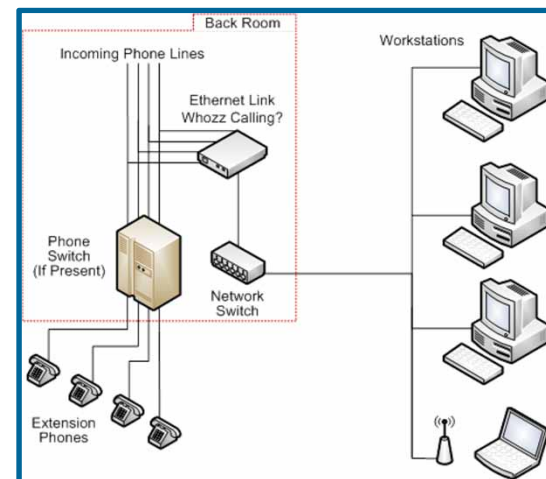 Back Room
Incoming Phone Lines
Workstations
Ethernet Link
Whozz Calling?
Phone
Switch
(If Present)
Network
Switch
Extension
Phones